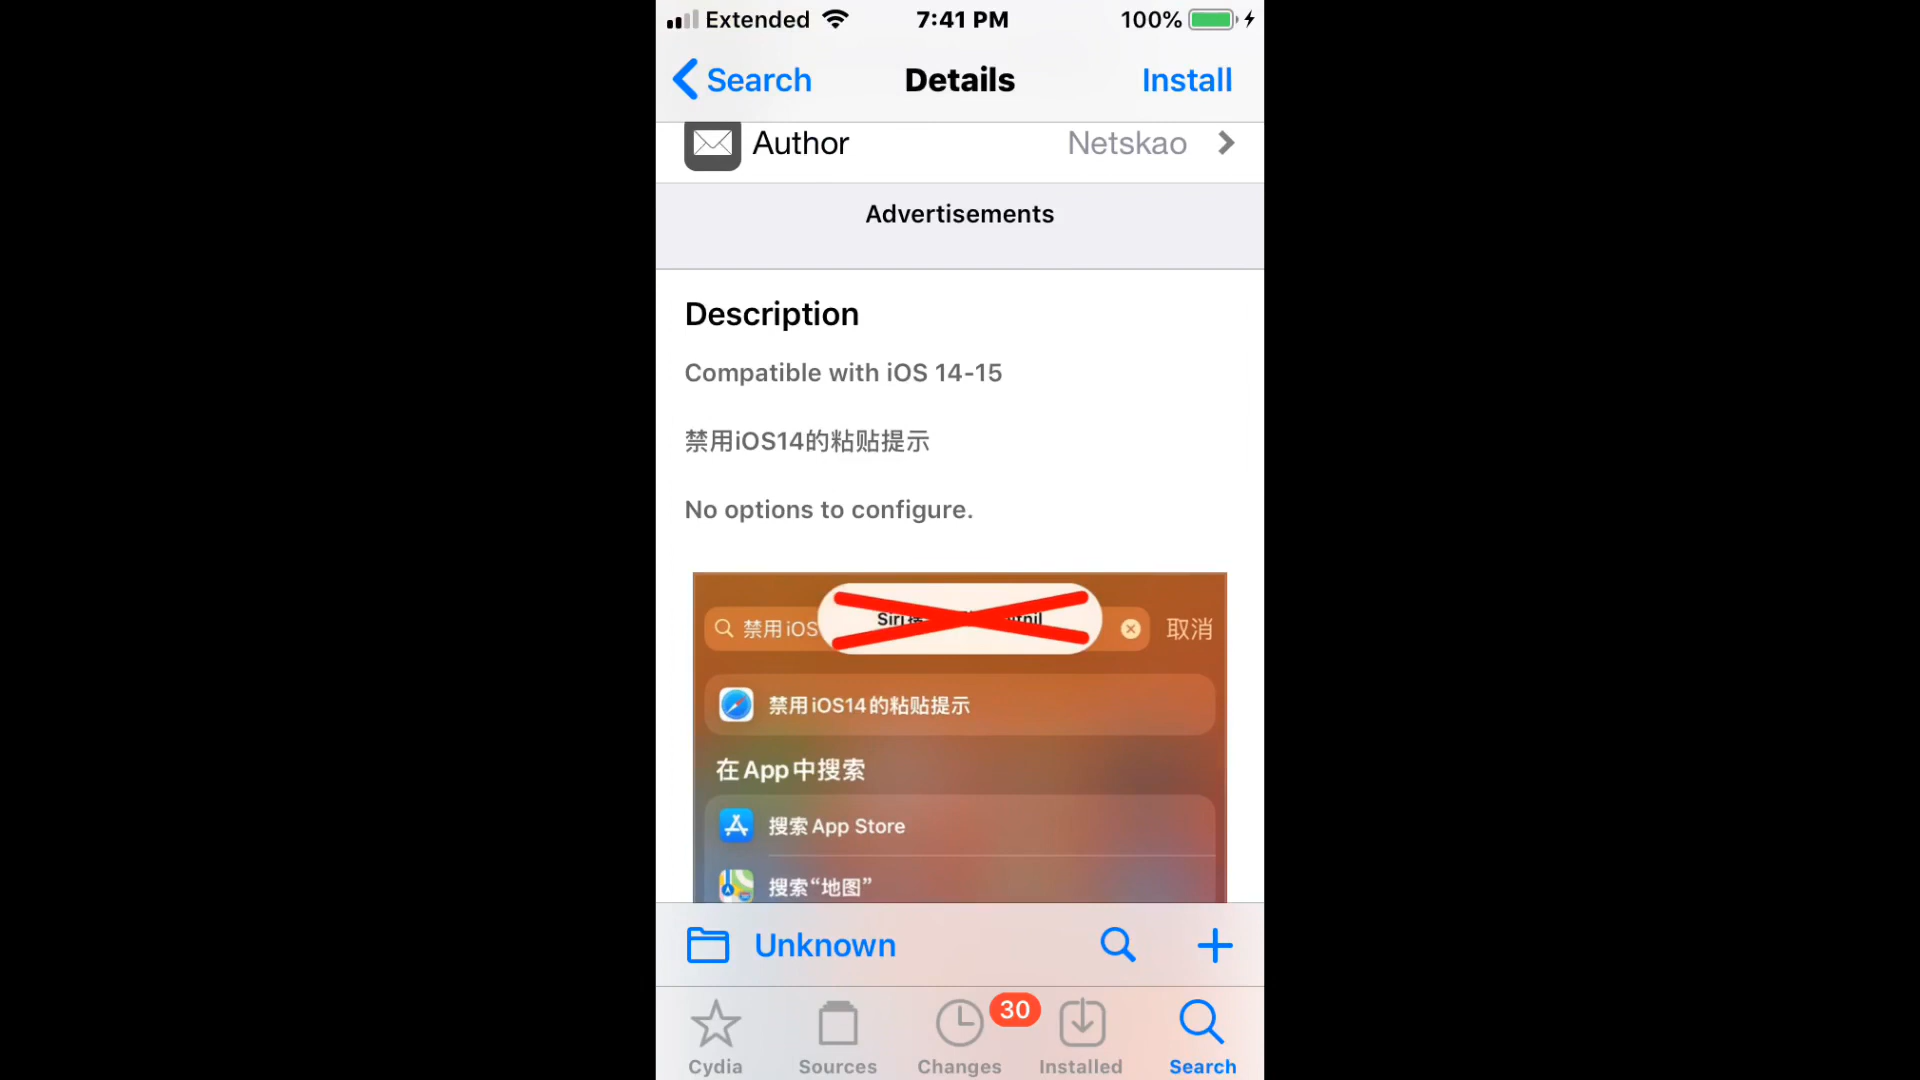 Extended 7:41 PM 100%
Search Details Install
Author Netskao
Advertisements
Description
Compatible with iOS 14-15
禁用iOS14的粘贴提示
No options to configure.
禁用iOS 取消
禁用iOS14的粘贴提示
在App中搜索
搜索App Store
搜索“地图”
Unknown
30
Cydia Sources Changes Installed Search